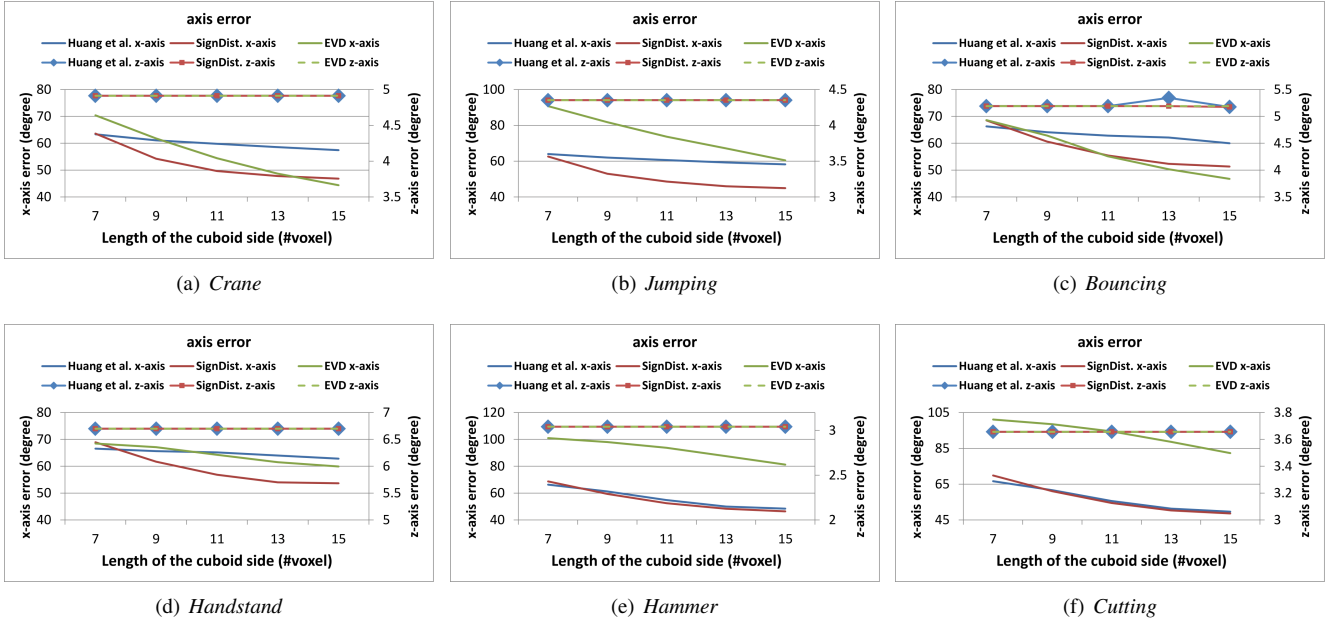 axis error
Huang et al. x-axis SignDist. x-axis EVD x-axis
Huang et al. z-axis SignDist. z-axis EVD z-axis
x-axis error (degree)
80
70
60
50
40
5
4.5
4
3.5
z-axis error (degree)
7 9 11 13 15
Length of the cuboid side (#voxel)
(a) Crane
axis error
Huang et al. x-axis SignDist. x-axis EVD x-axis
Huang et al. z-axis SignDist. z-axis EVD z-axis
x-axis error (degree)
100
80
60
40
4.5
4
3.5
3
z-axis error (degree)
7 9 11 13 15
Length of the cuboid side (#voxel)
(b) Jumping
axis error
Huang et al. x-axis SignDist. x-axis EVD x-axis
Huang et al. z-axis SignDist. z-axis EVD z-axis
x-axis error (degree)
80
70
60
50
40
5.5
5
4.5
4
3.5
z-axis error (degree)
7 9 11 13 15
Length of the cuboid side (#voxel)
(c) Bouncing
axis error
Huang et al. x-axis SignDist. x-axis EVD x-axis
Huang et al. z-axis SignDist. z-axis EVD z-axis
x-axis error (degree)
80
70
60
50
40
7
6.5
6
5.5
5
z-axis error (degree)
7 9 11 13 15
Length of the cuboid side (#voxel)
(d) Handstand
axis error
Huang et al. x-axis SignDist. x-axis EVD x-axis
Huang et al. z-axis SignDist. z-axis EVD z-axis
x-axis error (degree)
120
100
80
60
40
3
2.5
2
z-axis error (degree)
7 9 11 13 15
Length of the cuboid side (#voxel)
(e) Hammer
axis error
Huang et al. x-axis SignDist. x-axis EVD x-axis
Huang et al. z-axis SignDist. z-axis EVD z-axis
x-axis error (degree)
105
85
65
45
3.8
3.6
3.4
3.2
3
z-axis error (degree)
7 9 11 13 15
Length of the cuboid side (#voxel)
(f) Cutting